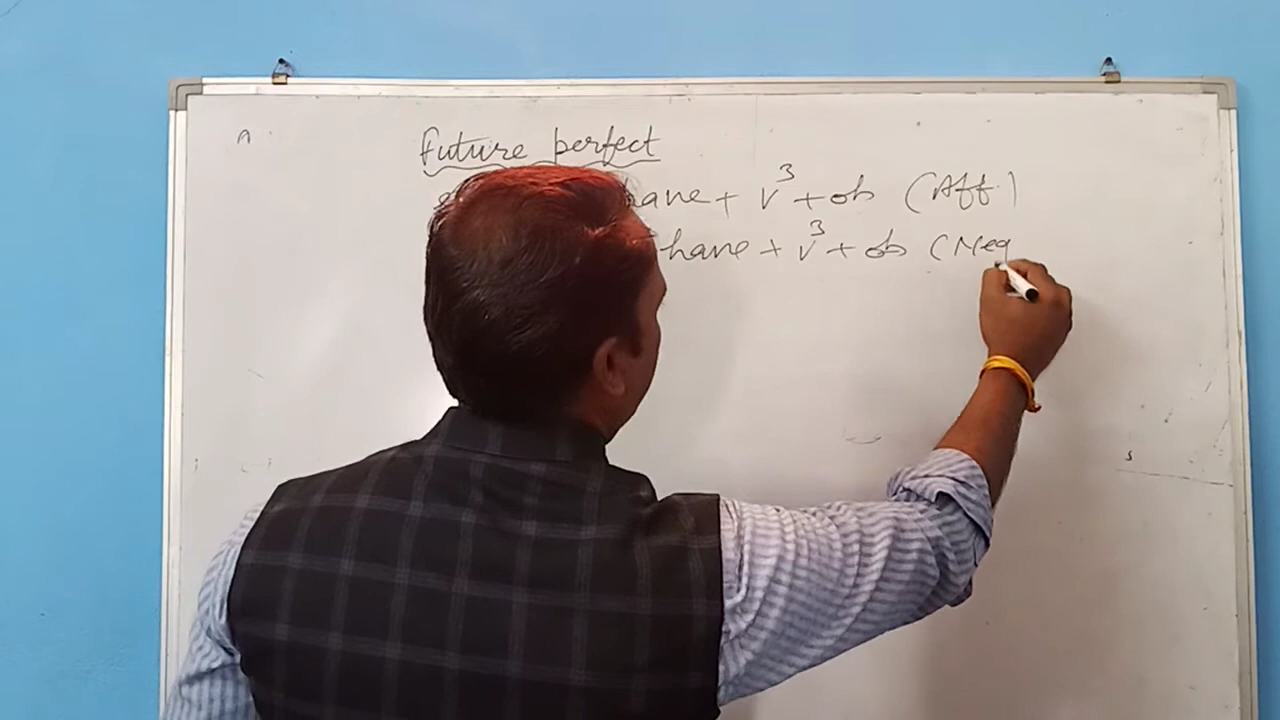 A
Future perfect
have + V³ + ob (Aff.)
have + V³ + ob (Neg